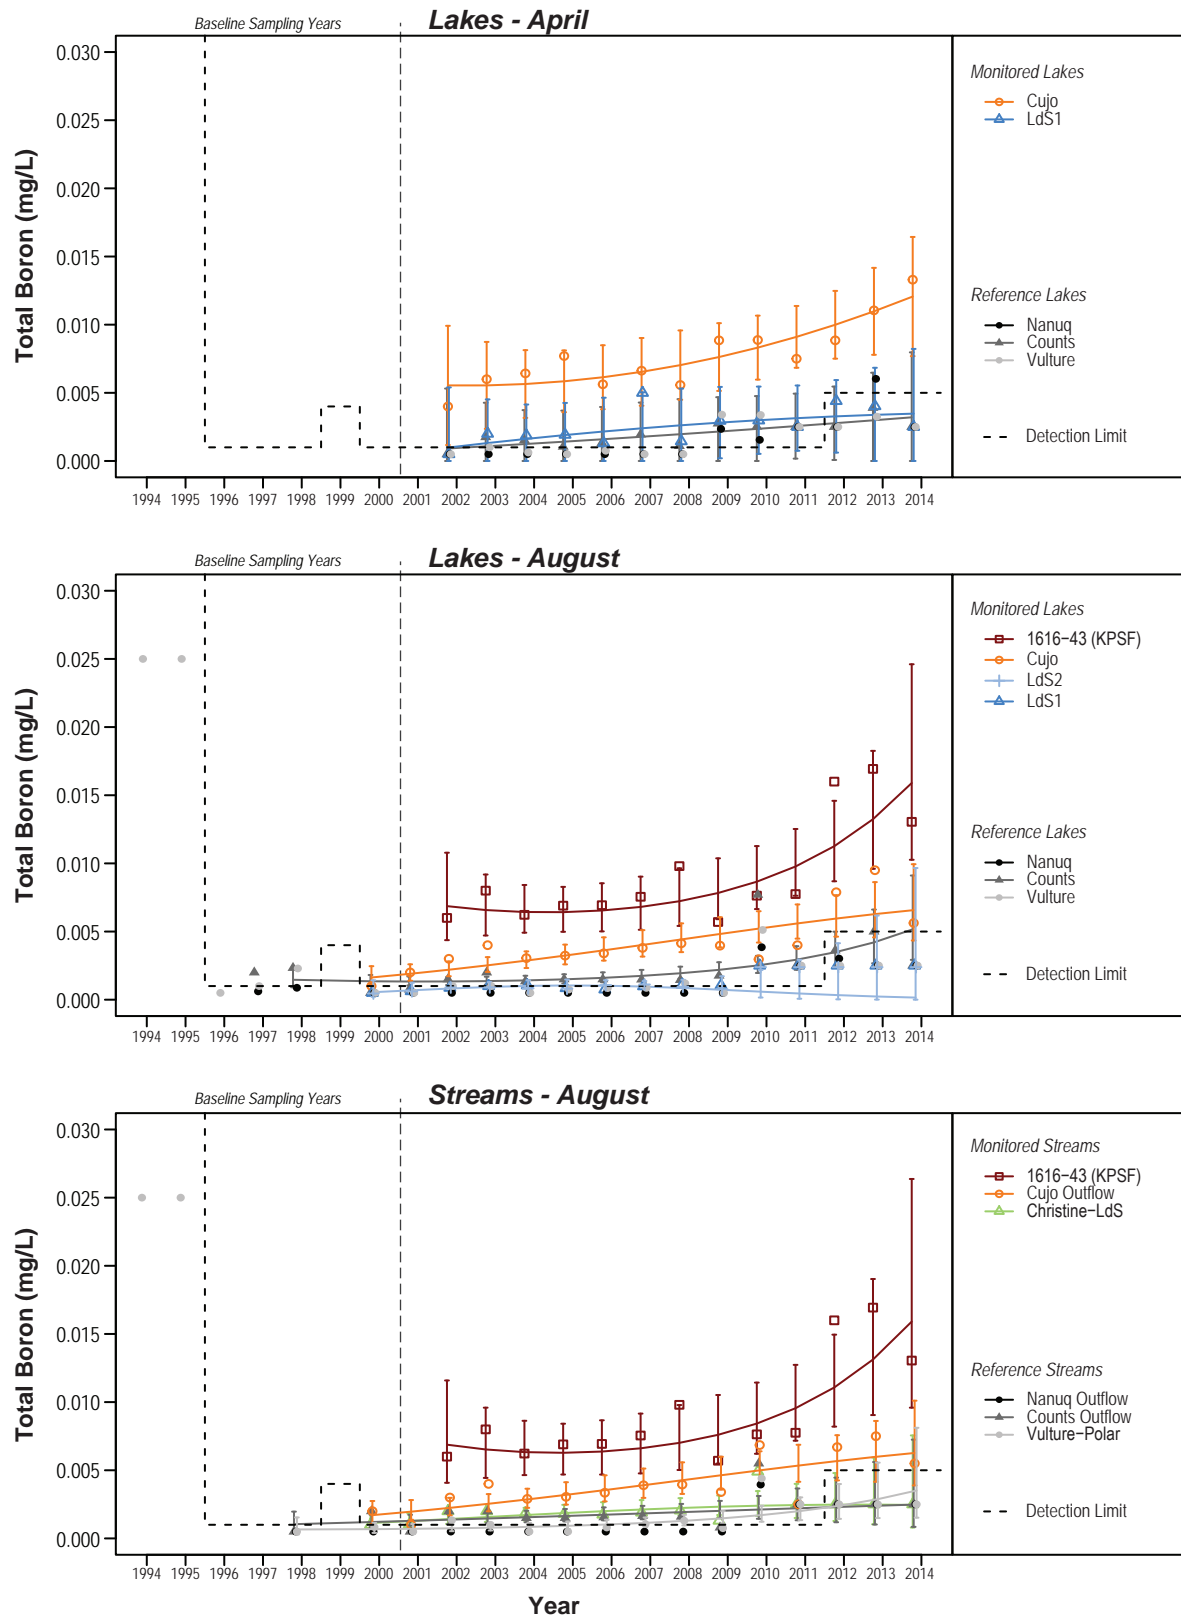 Baseline Sampling Years
Lakes - April
Total Boron (mg/L)
0.030
0.025
0.020
0.015
0.010
0.005
0.000
1994 1995 1996 1997 1998 1999 2000 2001 2002 2003 2004 2005 2006 2007 2008 2009 2010 2011 2012 2013 2014
Monitored Lakes
Cujo
LdS1
Reference Lakes
Nanuq
Counts
Vulture
Detection Limit
Baseline Sampling Years
Lakes - August
Total Boron (mg/L)
0.030
0.025
0.020
0.015
0.010
0.005
0.000
1994 1995 1996 1997 1998 1999 2000 2001 2002 2003 2004 2005 2006 2007 2008 2009 2010 2011 2012 2013 2014
Monitored Lakes
1616−43 (KPSF)
Cujo
LdS2
LdS1
Reference Lakes
Nanuq
Counts
Vulture
Detection Limit
Baseline Sampling Years
Streams - August
Total Boron (mg/L)
0.030
0.025
0.020
0.015
0.010
0.005
0.000
1994 1995 1996 1997 1998 1999 2000 2001 2002 2003 2004 2005 2006 2007 2008 2009 2010 2011 2012 2013 2014
Year
Monitored Streams
1616−43 (KPSF)
Cujo Outflow
Christine−LdS
Reference Streams
Nanuq Outflow
Counts Outflow
Vulture−Polar
Detection Limit